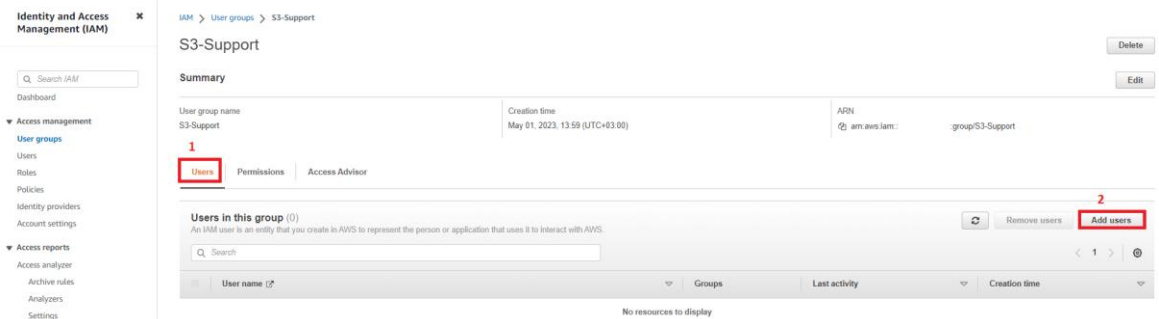 Identity and Access Management (IAM)
Search IAM
Dashboard
Access management
User groups
Users
Roles
Policies
Identity providers
Account settings
Access reports
Access analyzer
Archive rules
Analyzers
Settings
IAM > User groups > S3-Support
S3-Support
Delete
Summary
Edit
User group name
S3-Support
Creation time
May 01, 2023, 13:59 (UTC+03:00)
ARN
arn:aws:iam:: :group/S3-Support
1
Users Permissions Access Advisor
2
Users in this group (0)
An IAM user is an entity that you create in AWS to represent the person or application that uses it to interact with AWS.
Remove users
Add users
Search
1
User name Groups Last activity Creation time
No resources to display